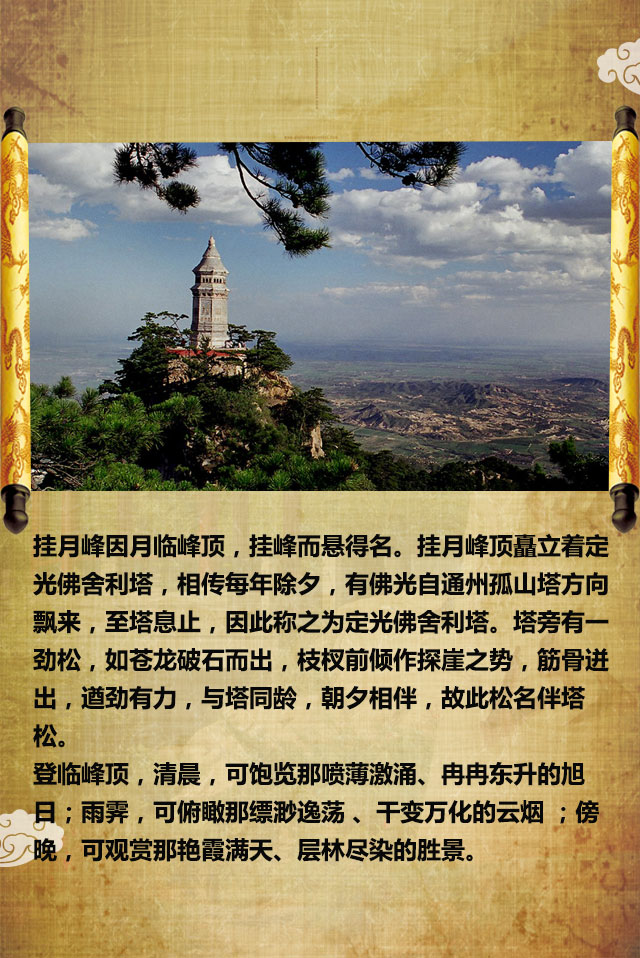 挂月峰因月临峰顶，挂峰而悬得名。挂月峰顶矗立着定
光佛舍利塔，相传每年除夕，有佛光自通州孤山塔方向
飘来，至塔息止，因此称之为定光佛舍利塔。塔旁有一
劲松，如苍龙破石而出，枝杈前倾作探崖之势，筋骨迸
出，遒劲有力，与塔同龄，朝夕相伴，故此松名伴塔
松。
登临峰顶，清晨，可饱览那喷薄激涌、冉冉东升的旭
日；雨霁，可俯瞰那缥渺逸荡 、千变万化的云烟 ；傍
晚，可观赏那艳霞满天、层林尽染的胜景。